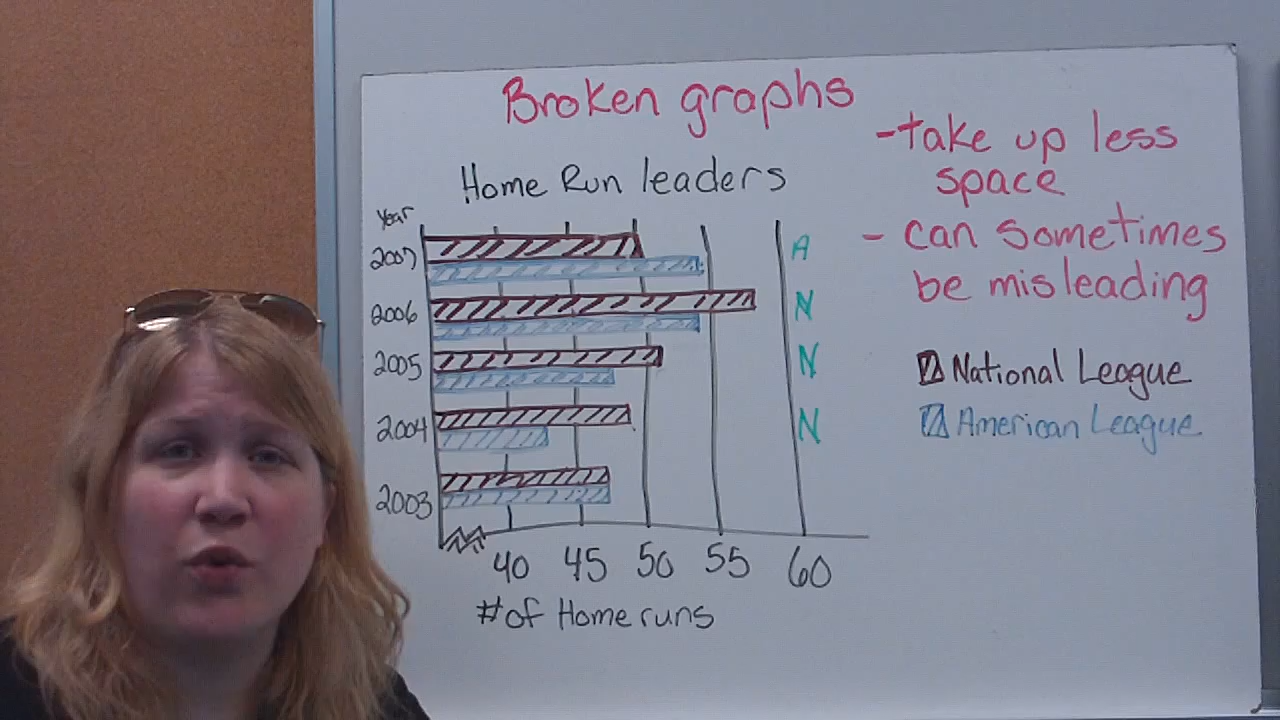 Broken graphs
-take up less
space
- can sometimes
be misleading
Home Run leaders
Year
2007 A
2006 N
2005 N
2004 N
2003
40 45 50 55 60
# of Home runs
National League
American League